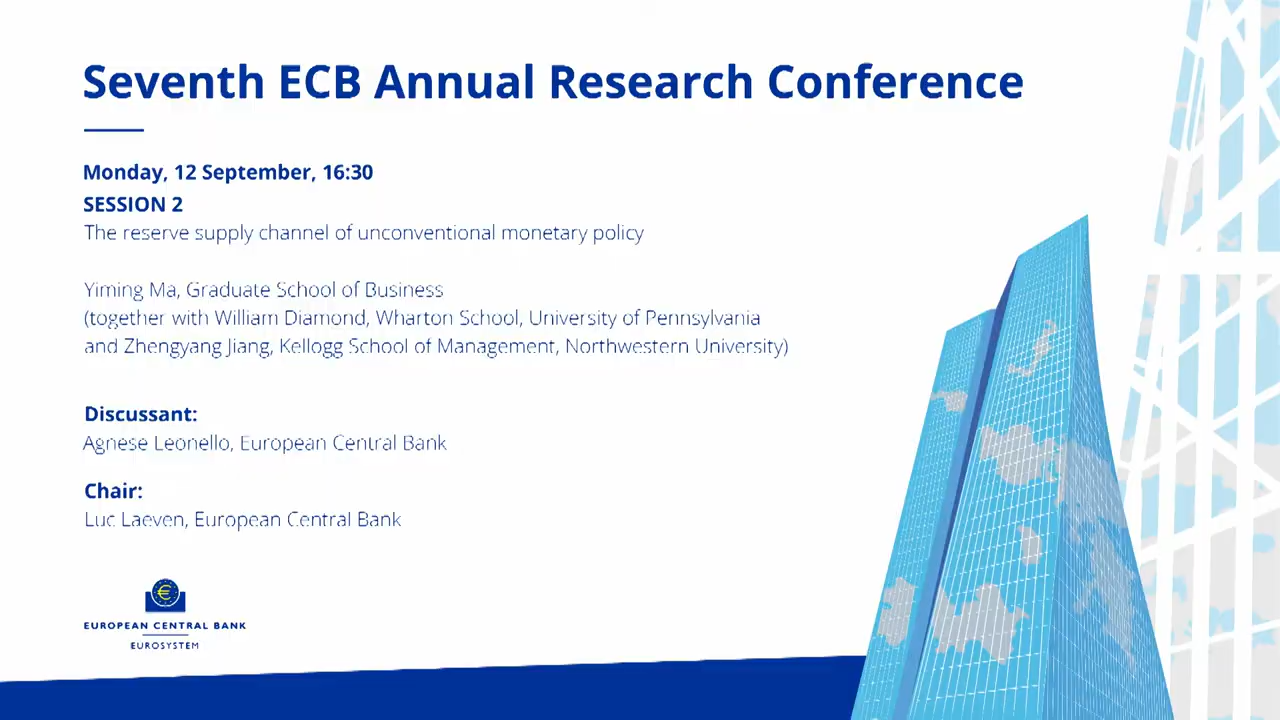 Seventh ECB Annual Research Conference
Monday, 12 September, 16:30
SESSION 2
The reserve supply channel of unconventional monetary policy
Yiming Ma, Graduate School of Business
(together with William Diamond, Wharton School, University of Pennsylvania
and Zhengyang Jiang, Kellogg School of Management, Northwestern University)
Discussant:
Agnese Leonello, European Central Bank
Chair:
Luc Laeven, European Central Bank
€
EUROPEAN CENTRAL BANK
EUROSYSTEM